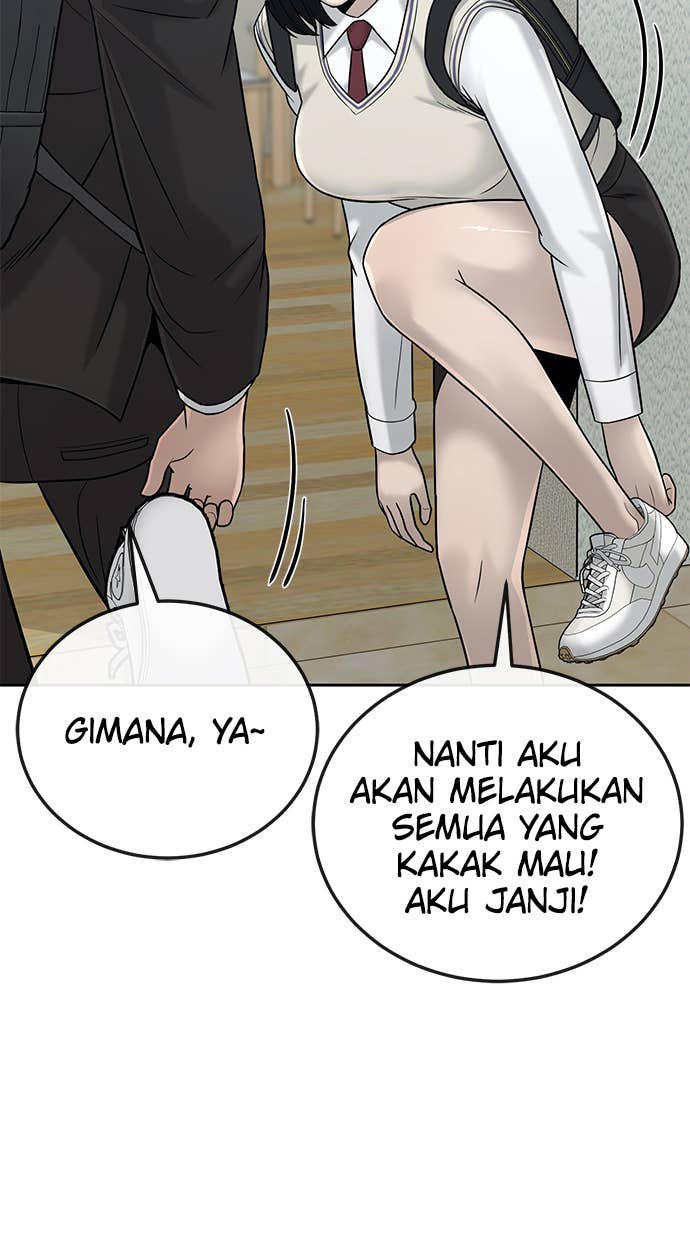 GIMANA, YA~
NANTI AKU
AKAN MELAKUKAN
SEMUA YANG
KAKAK MAU!
AKU JANJI!